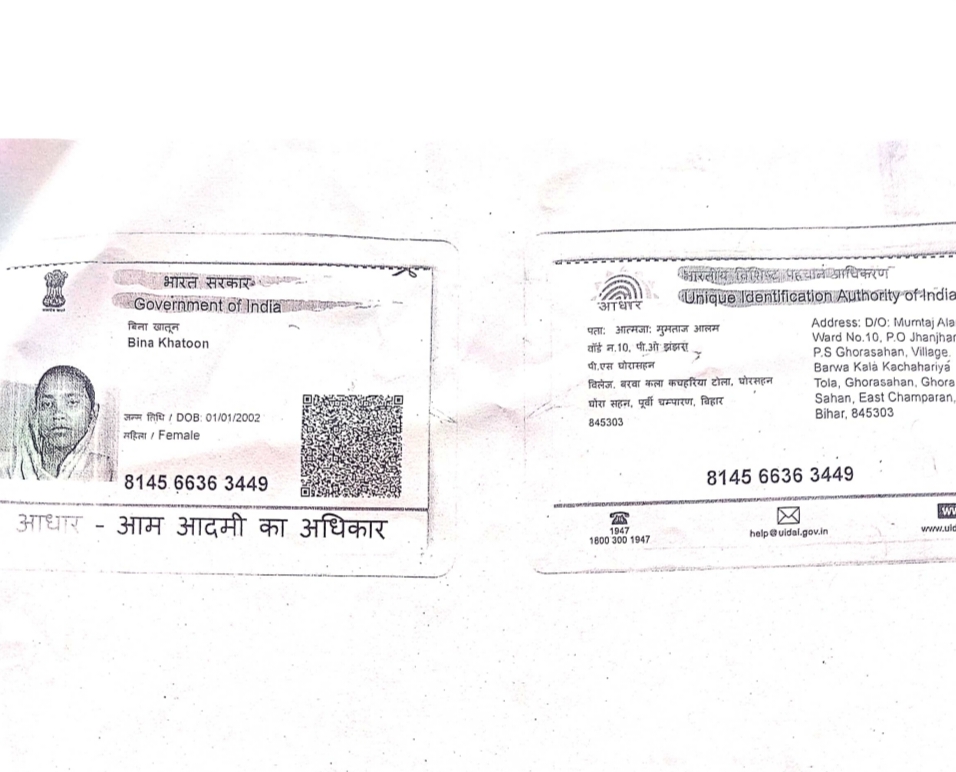 भारत सरकार
Government of India
बिना खातून
Bina Khatoon
जन्म तिथि / DOB: 01/01/2002
महिला / Female
8145 6636 3449
आधार - आम आदमी का अधिकार
भारतीय विशिष्ट पहचान प्राधिकरण
Unique Identification Authority of India
आधार
पता: आत्मजा: मुमताज आलम
वॉर्ड न.10, पी.ओ झंझरा
पी.एस घोरासहन
विलेज. बरवा कला कचहरिया टोला, घोरसहन
घोरा सहन, पूर्वी चम्पारण, बिहार
845303
Address: D/O: Mumtaj Ala
Ward No.10, P.O Jhanjhar
P.S Ghorasahan, Village.
Barwa Kala Kachahariya
Tola, Ghorasahan, Ghora
Sahan, East Champaran,
Bihar, 845303
8145 6636 3449
1947
1800 300 1947
help@uidai.gov.in
www.uid